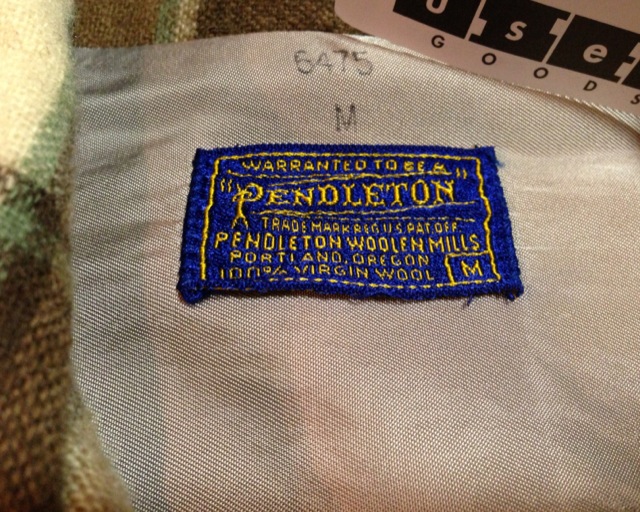 use
GOODS
6475
M
WARRANTED TO BE A
"PENDLETON"
TRADE MARK REG U.S. PAT. OFF.
PENDLETON WOOLEN MILLS
PORTLAND, OREGON
100% VIRGIN WOOL
M